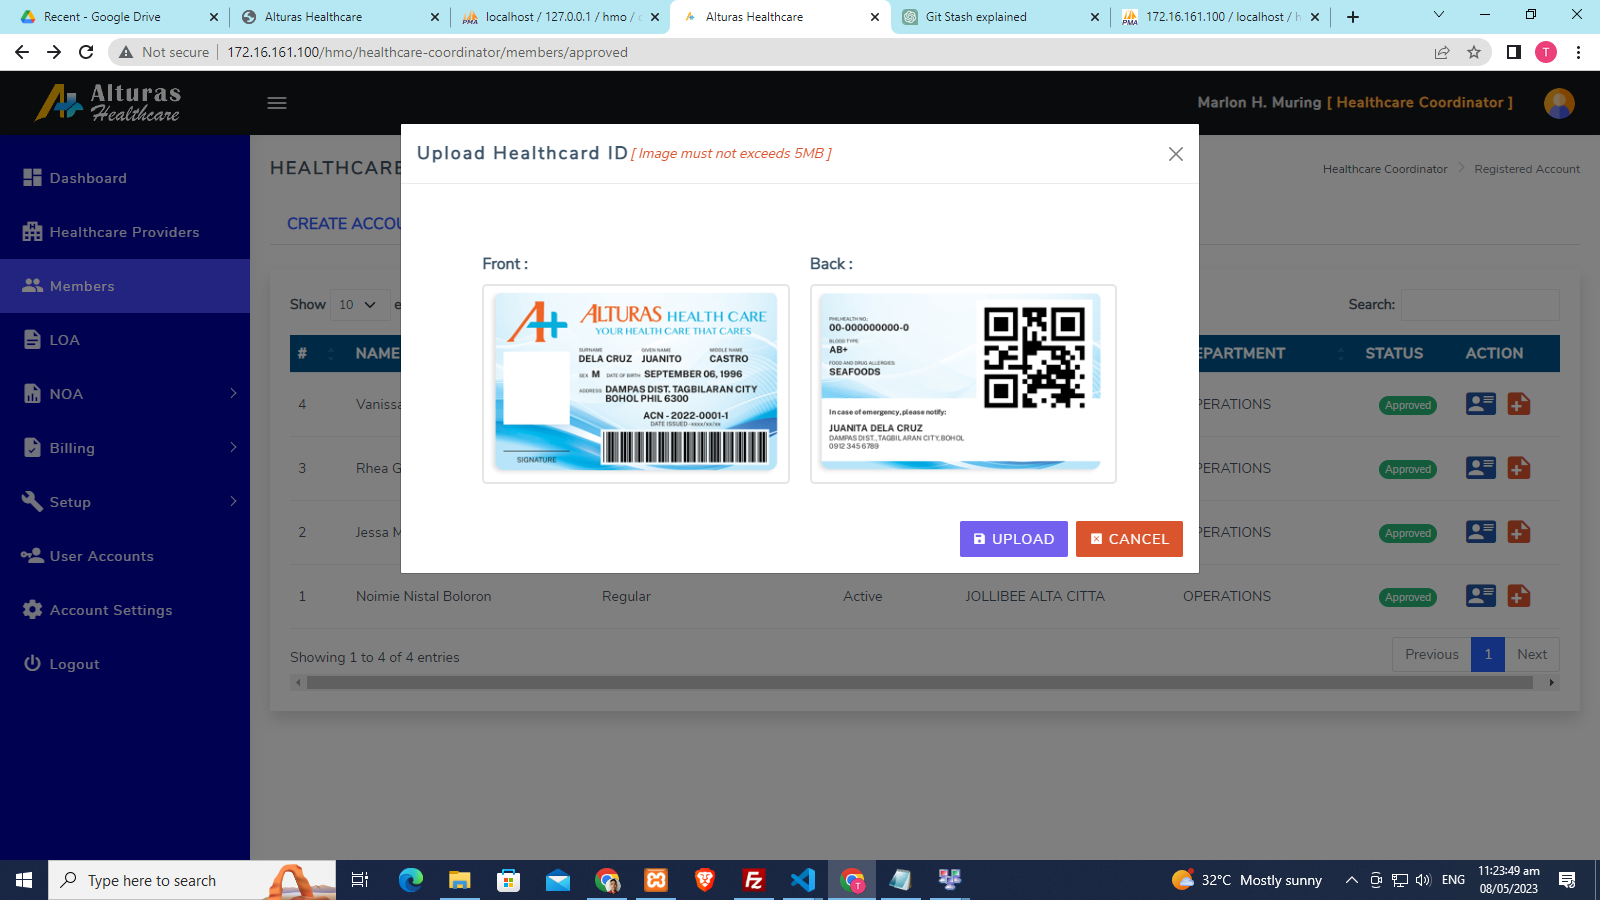 Recent - Google Drive
Alturas Healthcare
localhost / 127.0.0.1 / hmo /
Alturas Healthcare
Git Stash explained
172.16.161.100 / localhost / h
Not secure
172.16.161.100/hmo/healthcare-coordinator/members/approved
Alturas
Healthcare
Marlon H. Muring [ Healthcare Coordinator ]
Dashboard
Healthcare Providers
Members
LOA
NOA
Billing
Setup
User Accounts
Account Settings
Logout
HEALTHCARE
Healthcare Coordinator
Registered Account
CREATE ACCOU
Show 10 e
Search:
# NAME EPARTMENT STATUS ACTION
4 Vanissa PERATIONS Approved
3 Rhea G PERATIONS Approved
2 Jessa M PERATIONS Approved
1 Noimie Nistal Boloron Regular Active JOLLIBEE ALTA CITTA OPERATIONS Approved
Showing 1 to 4 of 4 entries
Previous 1 Next
Upload Healthcard ID [ Image must not exceeds 5MB ]
Front :
Back :
A+
ALTURAS HEALTH CARE
YOUR HEALTH CARE THAT CARES
SURNAME GIVEN NAME MIDDLE NAME
DELA CRUZ JUANITO CASTRO
SEX M DATE OF BIRTH SEPTEMBER 06, 1996
ADDRESS DAMPAS DIST. TAGBILARAN CITY
BOHOL PHIL 6300
ACN - 2022-0001-1
DATE ISSUED -xxxx/xx/xx
SIGNATURE
PHILHEALTH NO.:
00-000000000-0
BLOOD TYPE:
AB+
FOOD AND DRUG ALLERGIES:
SEAFOODS
In case of emergency, please notify:
JUANITA DELA CRUZ
DAMPAS DIST., TAGBILARAN CITY, BOHOL
0912 345 6789
UPLOAD
CANCEL
Type here to search
32°C Mostly sunny
ENG
11:23:49 am
08/05/2023